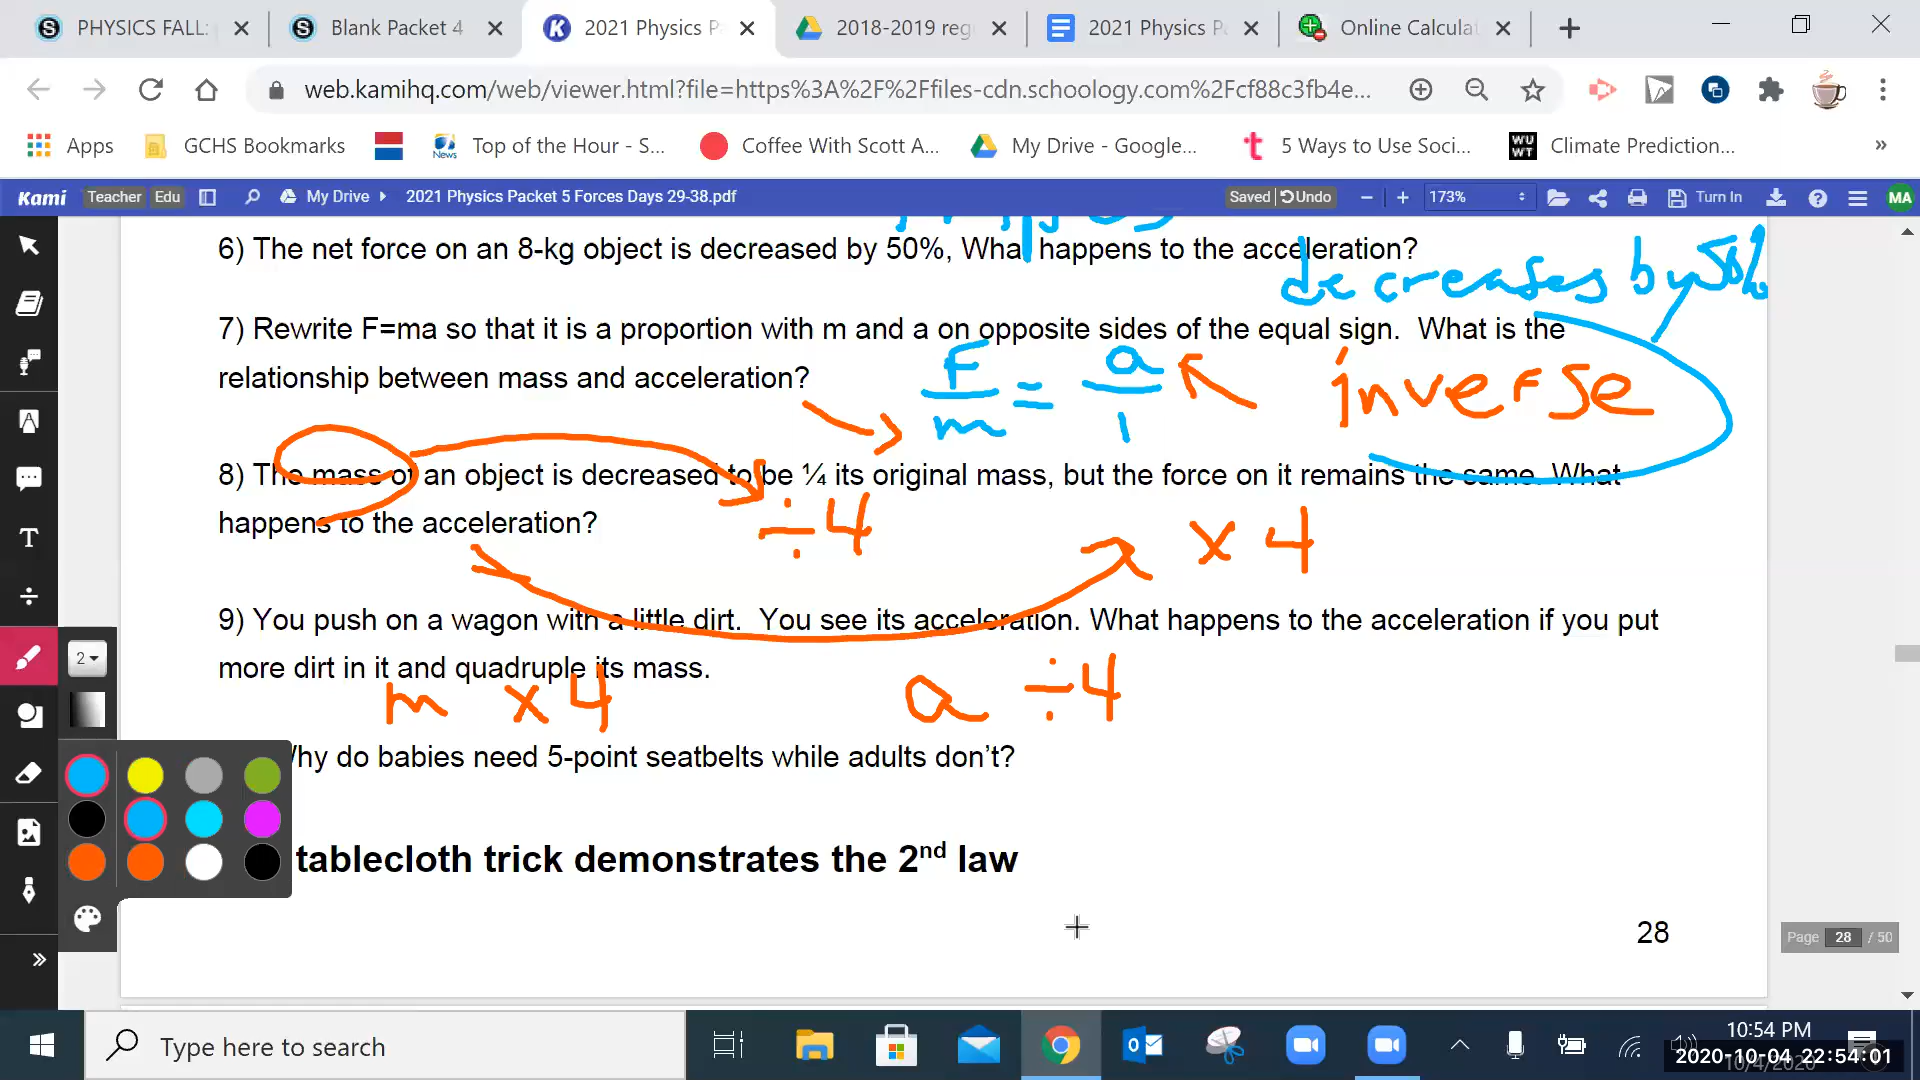 PHYSICS FALL:
Blank Packet 4
2021 Physics P
2018-2019 reg
2021 Physics P
Online Calculat
web.kamihq.com/web/viewer.html?file=https%3A%2F%2Ffiles-cdn.schoology.com%2Fcf88c3fb4e...
Apps
GCHS Bookmarks
News
Top of the Hour - S...
Coffee With Scott A...
My Drive - Google...
5 Ways to Use Soci...
WU WT
Climate Prediction...
»
Kami
Teacher
Edu
My Drive
2021 Physics Packet 5 Forces Days 29-38.pdf
Saved
Undo
173%
Turn In
MA
6) The net force on an 8-kg object is decreased by 50%, What happens to the acceleration?
decreases by 50%
7) Rewrite F=ma so that it is a proportion with m and a on opposite sides of the equal sign. What is the
relationship between mass and acceleration?
F/m = a/1
inverse
8) The mass of an object is decreased to be ¼ its original mass, but the force on it remains the same. What
happens to the acceleration?
÷4
x 4
9) You push on a wagon with a little dirt. You see its acceleration. What happens to the acceleration if you put
more dirt in it and quadruple its mass.
m x 4
a ÷4
hy do babies need 5-point seatbelts while adults don't?
tablecloth trick demonstrates the 2nd law
28
Page 28 / 50
2
Type here to search
10:54 PM
2020-10-04 22:54:01
10/4/2020